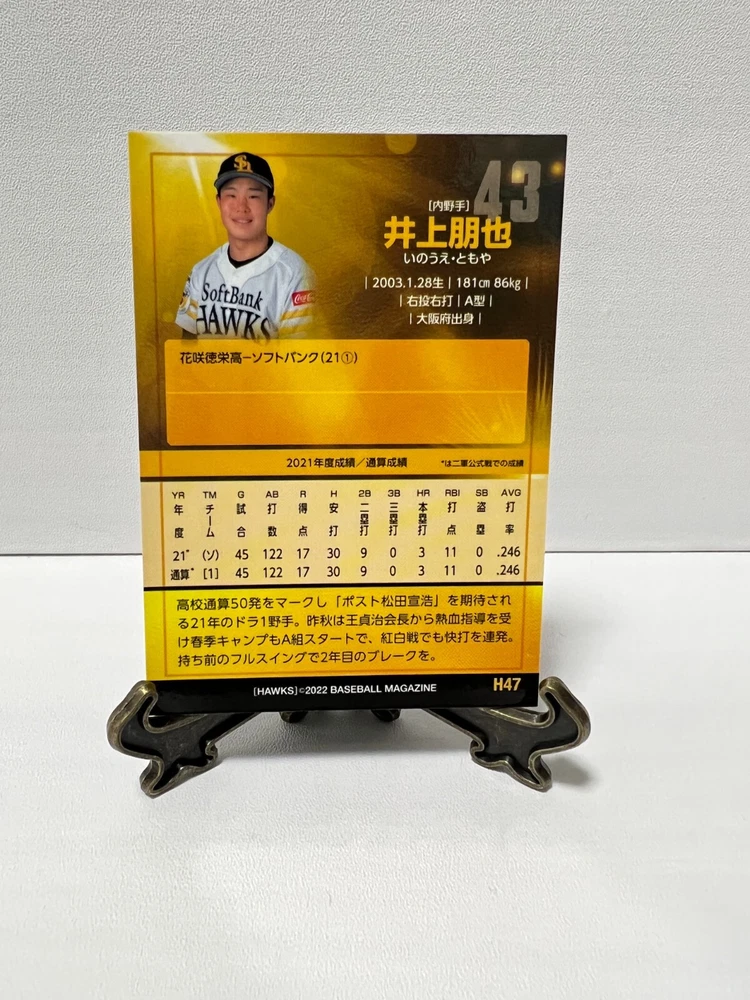 43
[内野手]
井上朋也
いのうえ・ともや
| 2003.1.28生 | 181cm 86kg |
| 右投右打 | A型 |
| 大阪府出身 |
SH
SoftBank
HAWKS
Coca-Cola
花咲徳栄高ーソフトバンク(21①)
2021年度成績／通算成績 *は二軍公式戦での成績
YR TM G AB R H 2B 3B HR RBI SB AVG
年度 チーム 試合 打数 得点 安打 二塁打 三塁打 本塁打 打点 盗塁 打率
21* (ソ) 45 122 17 30 9 0 3 11 0 .246
通算* [1] 45 122 17 30 9 0 3 11 0 .246
高校通算50発をマークし「ポスト松田宣浩」を期待され
る21年のドラ1野手。昨秋は王貞治会長から熱血指導を受
け春季キャンプもA組スタートで、紅白戦でも快打を連発。
持ち前のフルスイングで2年目のブレークを。
[HAWKS]©2022 BASEBALL MAGAZINE H47